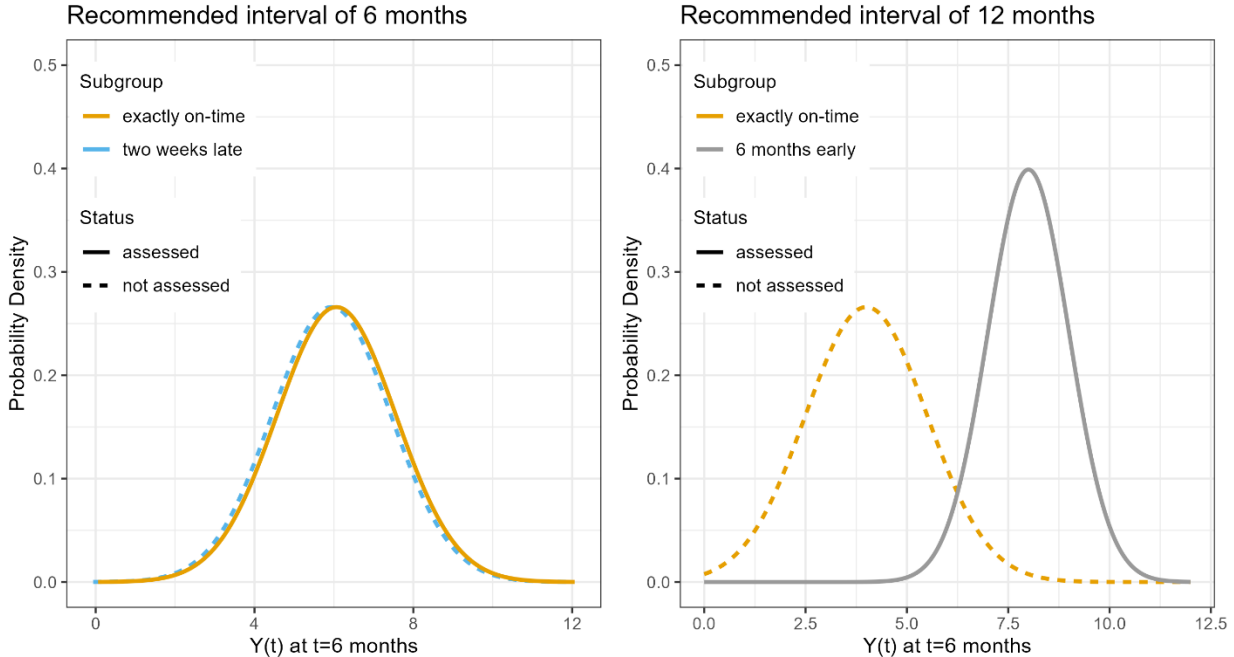 Recommended interval of 6 months
Subgroup
exactly on-time
two weeks late
Status
assessed
not assessed
Probability Density
0.5
0.4
0.3
0.2
0.1
0.0
0
4
8
12
Y(t) at t=6 months
Recommended interval of 12 months
Subgroup
exactly on-time
6 months early
Status
assessed
not assessed
Probability Density
0.5
0.4
0.3
0.2
0.1
0.0
0.0
2.5
5.0
7.5
10.0
12.5
Y(t) at t=6 months